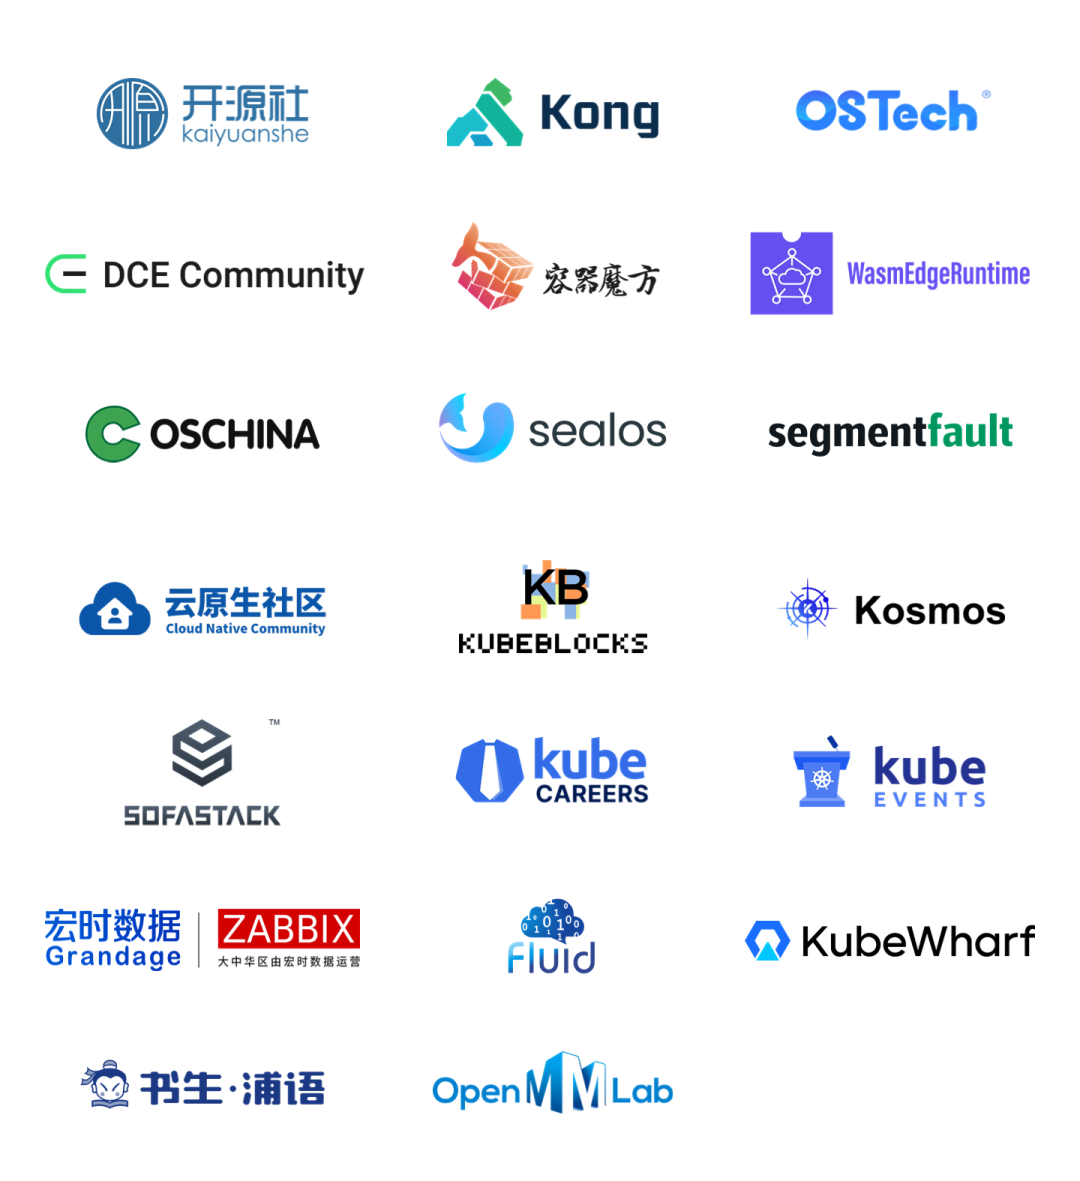 开源社
kaiyuanshe
Kong
OSTech®
DCE Community
容器魔方
WasmEdgeRuntime
OSCHINA
sealos
segmentfault
云原生社区
Cloud Native Community
KB
KUBEBLOCKS
Kosmos
TM
SOFASTACK
kube
CAREERS
kube
EVENTS
宏时数据
Grandage
ZABBIX
大中华区由宏时数据运营
Fluid
KubeWharf
书生·浦语
OpenMMLab